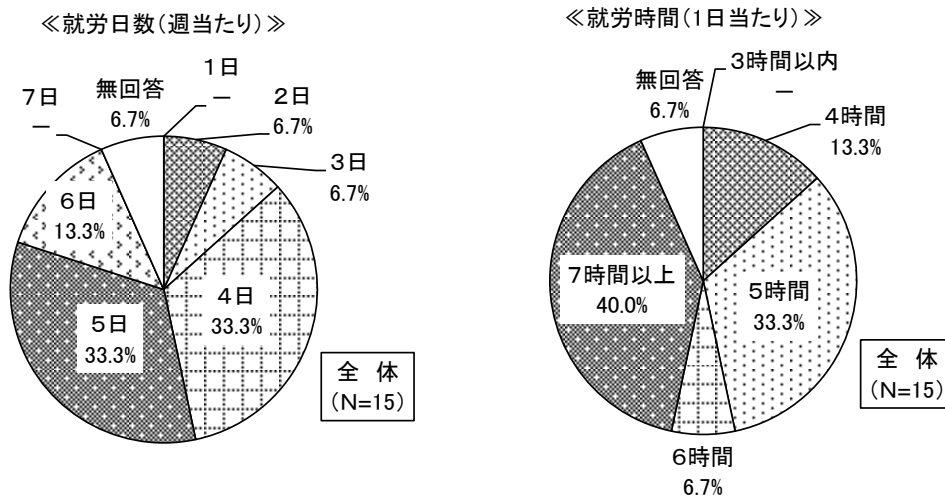 ≪就労日数(週当たり)≫
1日
－
2日
6.7%
3日
6.7%
4日
33.3%
5日
33.3%
6日
13.3%
7日
－
無回答
6.7%
全 体
(N=15)
≪就労時間(1日当たり)≫
3時間以内
－
4時間
13.3%
5時間
33.3%
6時間
6.7%
7時間以上
40.0%
無回答
6.7%
全 体
(N=15)